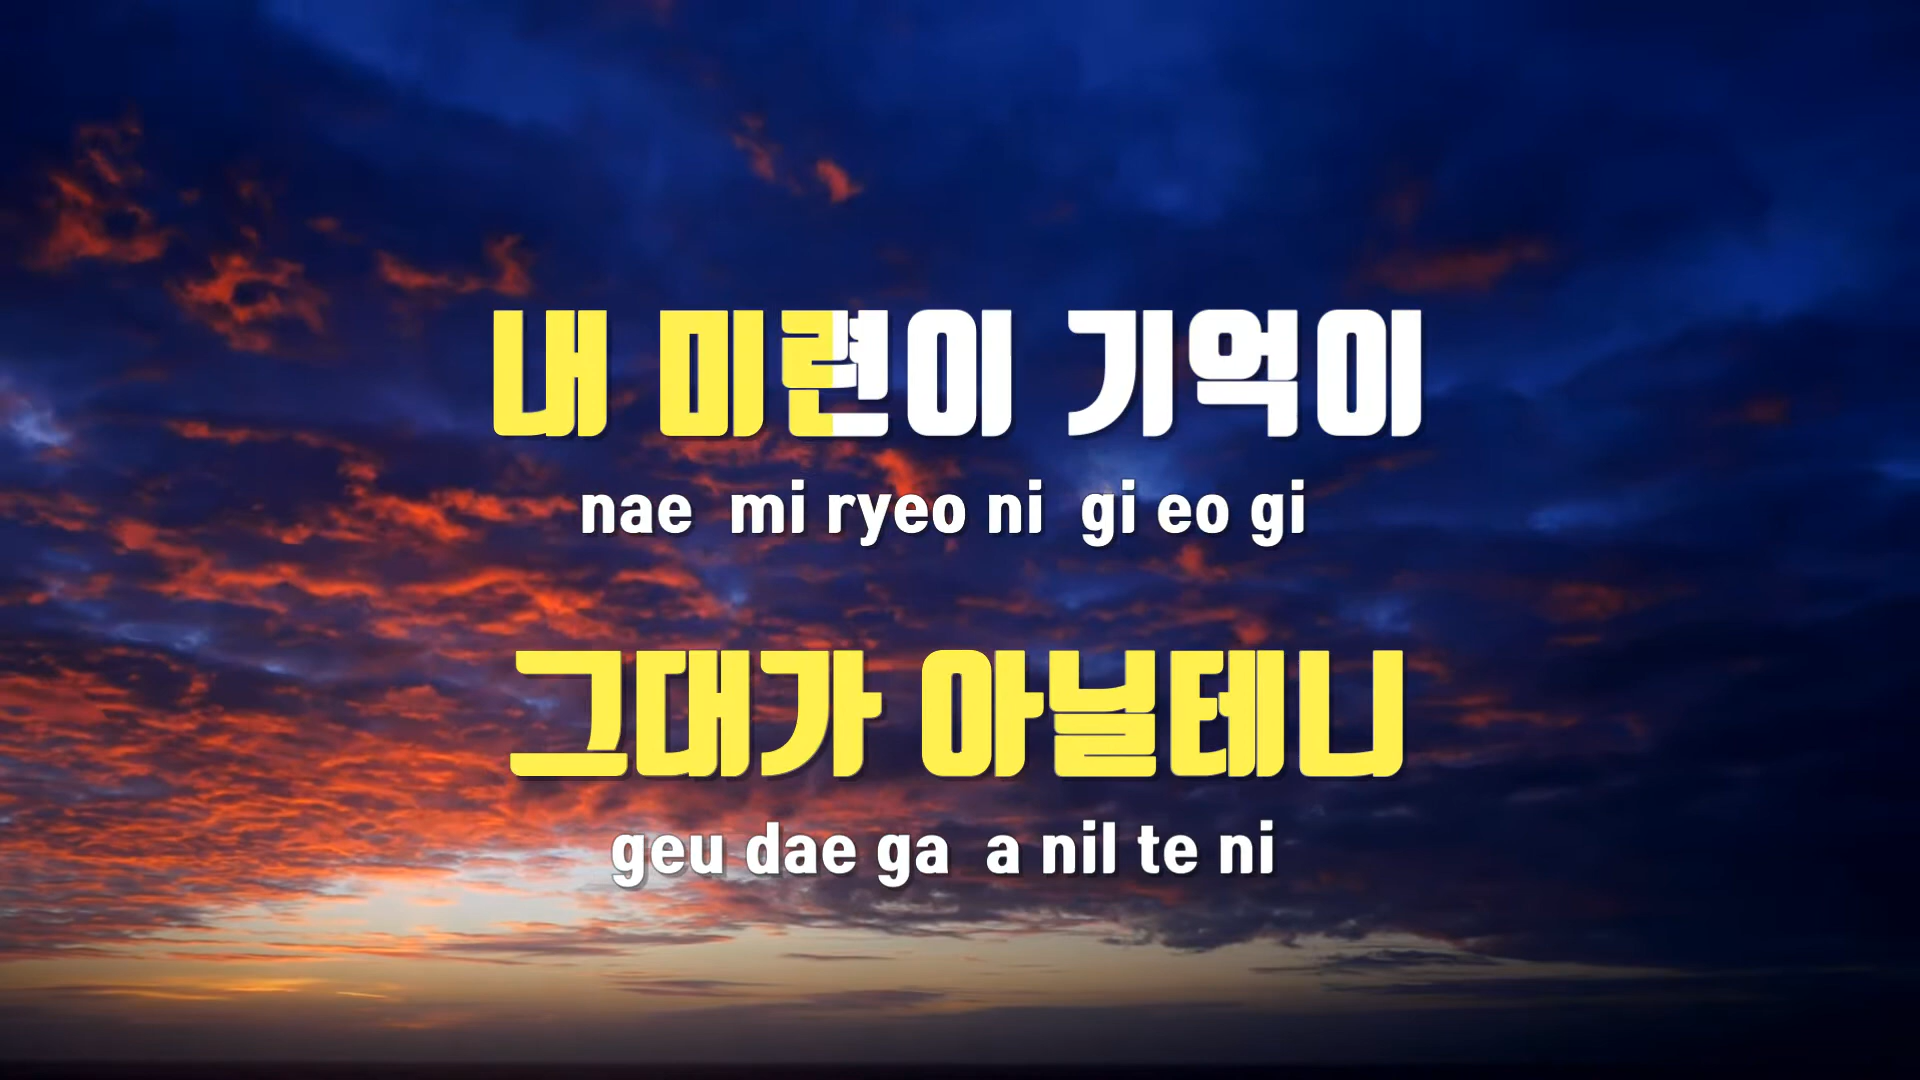 내 미련이 기억이
nae mi ryeo ni gi eo gi
그대가 아닐테니
geu dae ga a nil te ni